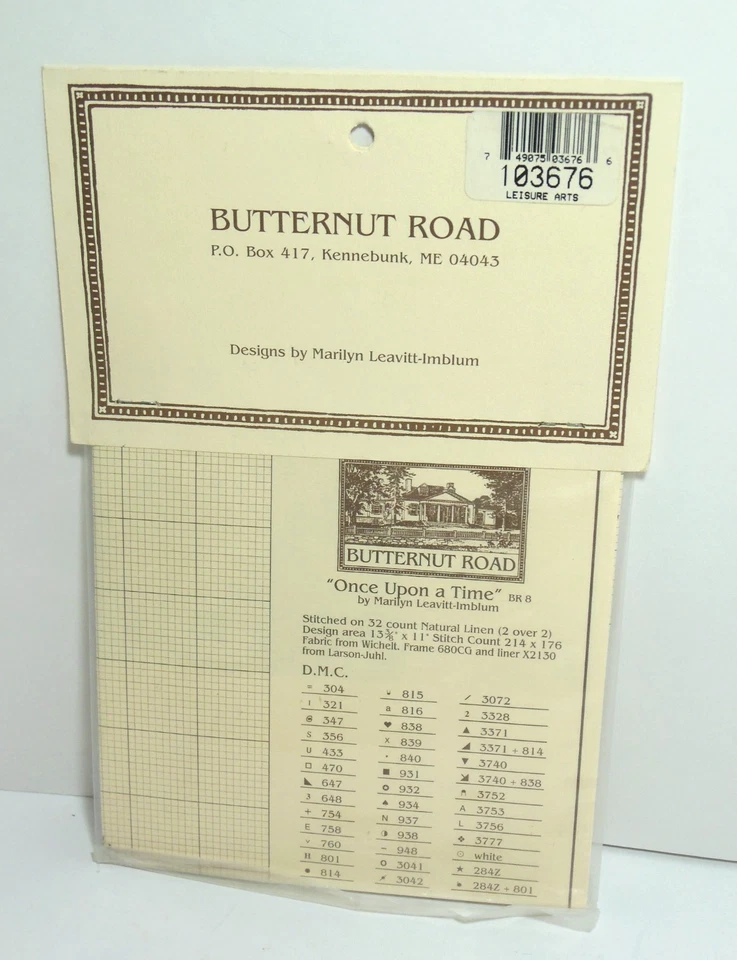 7 49075 03676 6
103676
LEISURE ARTS
BUTTERNUT ROAD
P.O. Box 417, Kennebunk, ME 04043
Designs by Marilyn Leavitt-Imblum
BUTTERNUT ROAD
"Once Upon a Time" BR 8
by Marilyn Leavitt-Imblum
Stitched on 32 count Natural Linen (2 over 2)
Design area 13⅜" x 11" Stitch Count 214 x 176
Fabric from Wichelt. Frame 680CG and liner X2130
from Larson-Juhl.
D.M.C.
= 304
I 321
@ 347
S 356
U 433
□ 470
◣ 647
3 648
+ 754
E 758
v 760
H 801
● 814
815
a 816
♥ 838
x 839
· 840
■ 931
✪ 932
♠ 934
N 937
◑ 938
– 948
✪ 3041
3042
/ 3072
2 3328
▲ 3371
◢ 3371 + 814
▼ 3740
3740 + 838
3752
A 3753
L 3756
❖ 3777
white
★ 284Z
284Z + 801